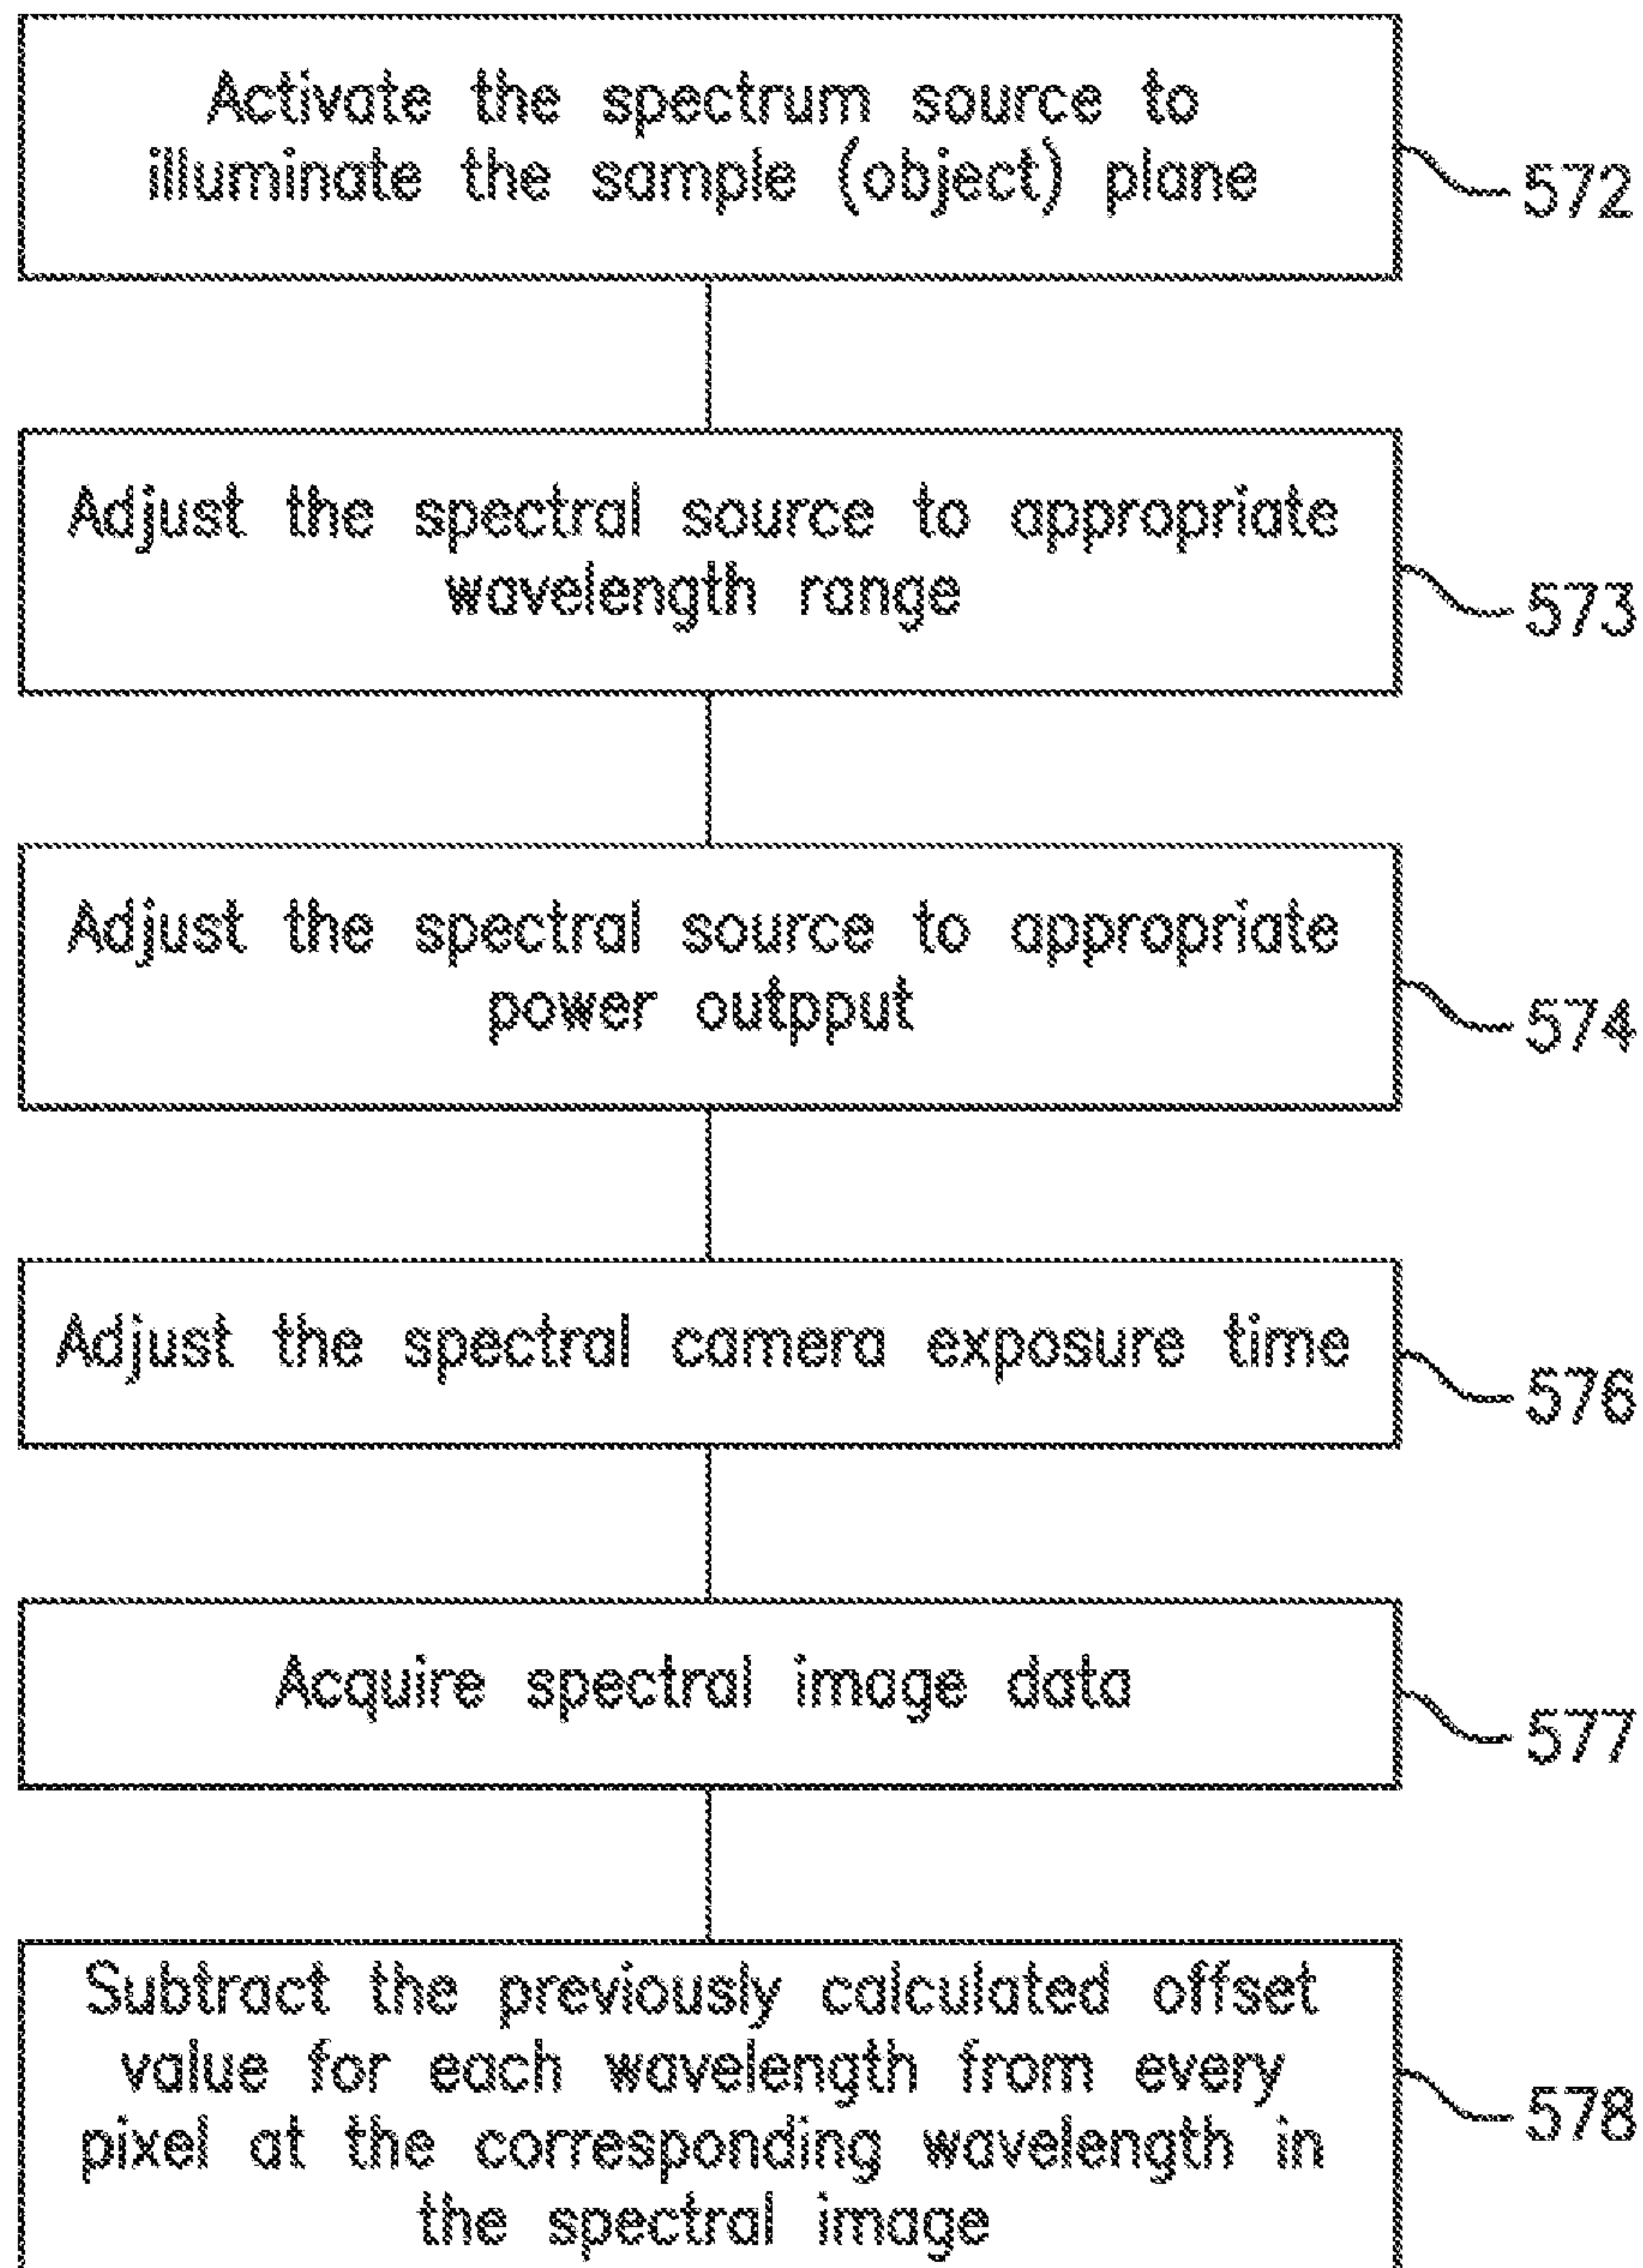 Activate the spectrum source to
illuminate the sample (object) plane
572
Adjust the spectral source to appropriate
wavelength range
573
Adjust the spectral source to appropriate
power outpput
574
Adjust the spectral camera exposure time
576
Acquire spectral image data
577
Subtract the previously calculated offset
value for each wavelength from every
pixel at the corresponding wavelength in
the spectral image
578